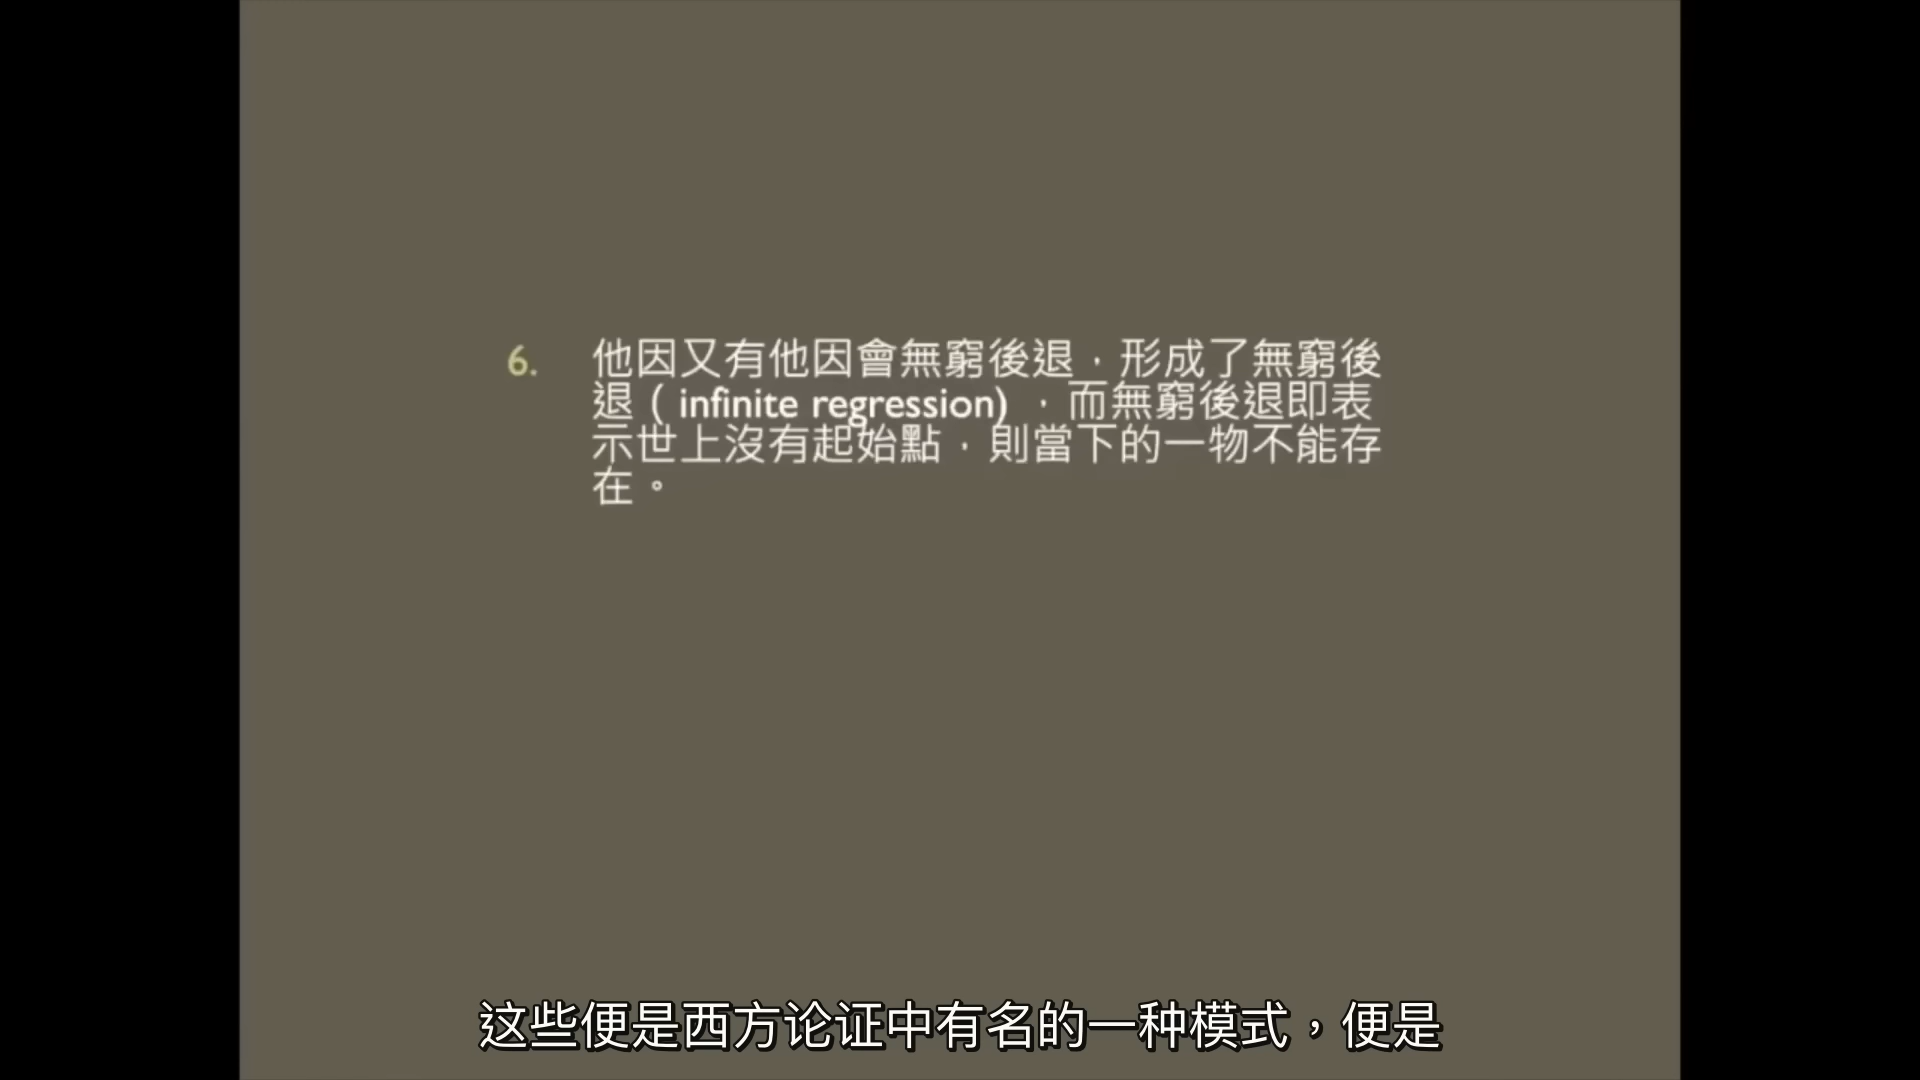 6. 他因又有他因會無窮後退，形成了無窮後
退（infinite regression)，而無窮後退即表
示世上沒有起始點，則當下的一物不能存
在。
这些便是西方论证中有名的一种模式，便是